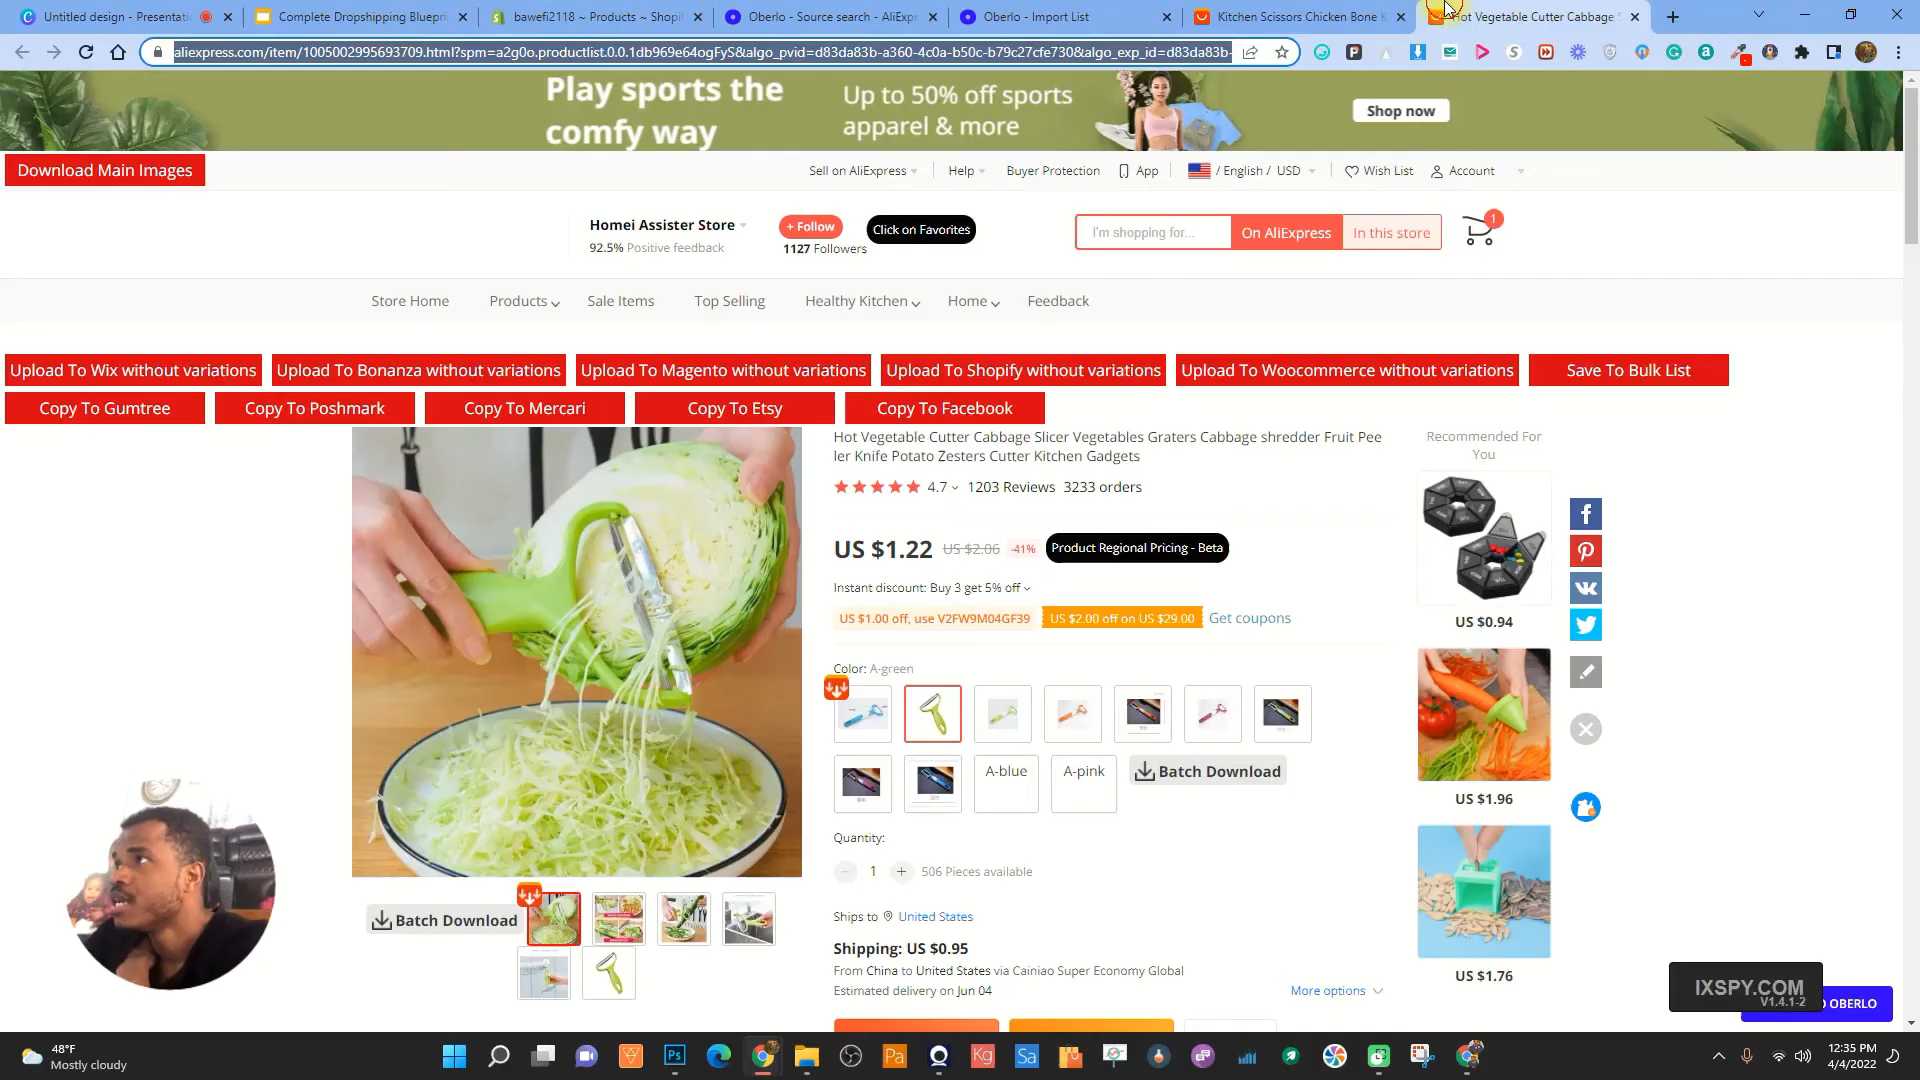 Untitled design - Presentati
Complete Dropshipping Bluepri
bawefi2118 ~ Products ~ Shopif
Oberlo - Source search - AliExpr
Oberlo - Import List
Kitchen Scissors Chicken Bone K
Hot Vegetable Cutter Cabbage S
aliexpress.com/item/1005002995693709.html?spm=a2g0o.productlist.0.0.1db969e64ogFyS&algo_pvid=d83da83b-a360-4c0a-b50c-b79c27cfe730&algo_exp_id=d83da83b-
Play sports the
comfy way
Up to 50% off sports
apparel & more
Shop now
Download Main Images
Sell on AliExpress
Help
Buyer Protection
App
/ English / USD
Wish List
Account
Homei Assister Store
92.5% Positive feedback
+ Follow
1127 Followers
Click on Favorites
I'm shopping for...
On AliExpress
In this store
1
Store Home
Products
Sale Items
Top Selling
Healthy Kitchen
Home
Feedback
Upload To Wix without variations
Upload To Bonanza without variations
Upload To Magento without variations
Upload To Shopify without variations
Upload To Woocommerce without variations
Save To Bulk List
Copy To Gumtree
Copy To Poshmark
Copy To Mercari
Copy To Etsy
Copy To Facebook
Hot Vegetable Cutter Cabbage Slicer Vegetables Graters Cabbage shredder Fruit Pee
ler Knife Potato Zesters Cutter Kitchen Gadgets
4.7
1203 Reviews
3233 orders
US $1.22
US $2.06
-41%
Product Regional Pricing - Beta
Instant discount: Buy 3 get 5% off
US $1.00 off, use V2FW9M04GF39
US $2.00 off on US $29.00
Get coupons
Color: A-green
A-blue
A-pink
Batch Download
Quantity:
1
506 Pieces available
Ships to
United States
Shipping: US $0.95
From China to United States via Cainiao Super Economy Global
Estimated delivery on Jun 04
More options
Batch Download
Recommended For
You
US $0.94
US $1.96
US $1.76
IXSPY.COM
V1.4.1-2
OBERLO
48°F
Mostly cloudy
Ps
Pa
Kg
Sa
12:35 PM
4/4/2022